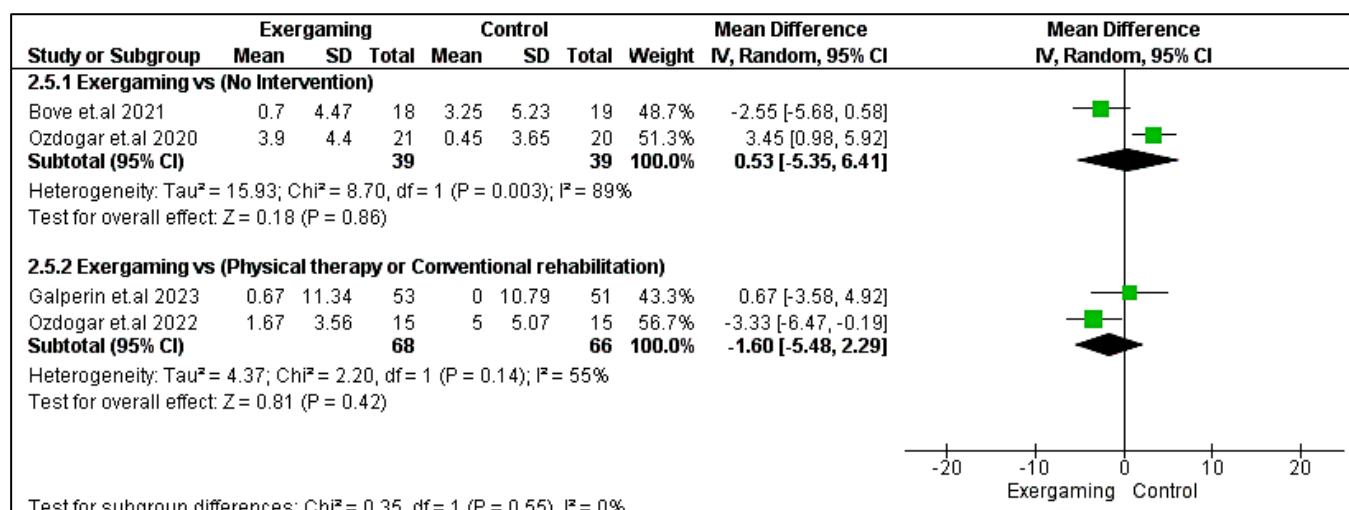 Exergaming Control Mean Difference Mean Difference
Study or Subgroup Mean SD Total Mean SD Total Weight IV, Random, 95% CI IV, Random, 95% CI
2.5.1 Exergaming vs (No Intervention)
Bove et.al 2021 0.7 4.47 18 3.25 5.23 19 48.7% -2.55 [-5.68, 0.58]
Ozdogar et.al 2020 3.9 4.4 21 0.45 3.65 20 51.3% 3.45 [0.98, 5.92]
Subtotal (95% CI) 39 39 100.0% 0.53 [-5.35, 6.41]
Heterogeneity: Tau² = 15.93; Chi² = 8.70, df = 1 (P = 0.003); I² = 89%
Test for overall effect: Z = 0.18 (P = 0.86)
2.5.2 Exergaming vs (Physical therapy or Conventional rehabilitation)
Galperin et.al 2023 0.67 11.34 53 0 10.79 51 43.3% 0.67 [-3.58, 4.92]
Ozdogar et.al 2022 1.67 3.56 15 5 5.07 15 56.7% -3.33 [-6.47, -0.19]
Subtotal (95% CI) 68 66 100.0% -1.60 [-5.48, 2.29]
Heterogeneity: Tau² = 4.37; Chi² = 2.20, df = 1 (P = 0.14); I² = 55%
Test for overall effect: Z = 0.81 (P = 0.42)
-20 -10 0 10 20
Exergaming Control
Test for subgroup differences: Chi² = 0.35, df = 1 (P = 0.55), I² = 0%